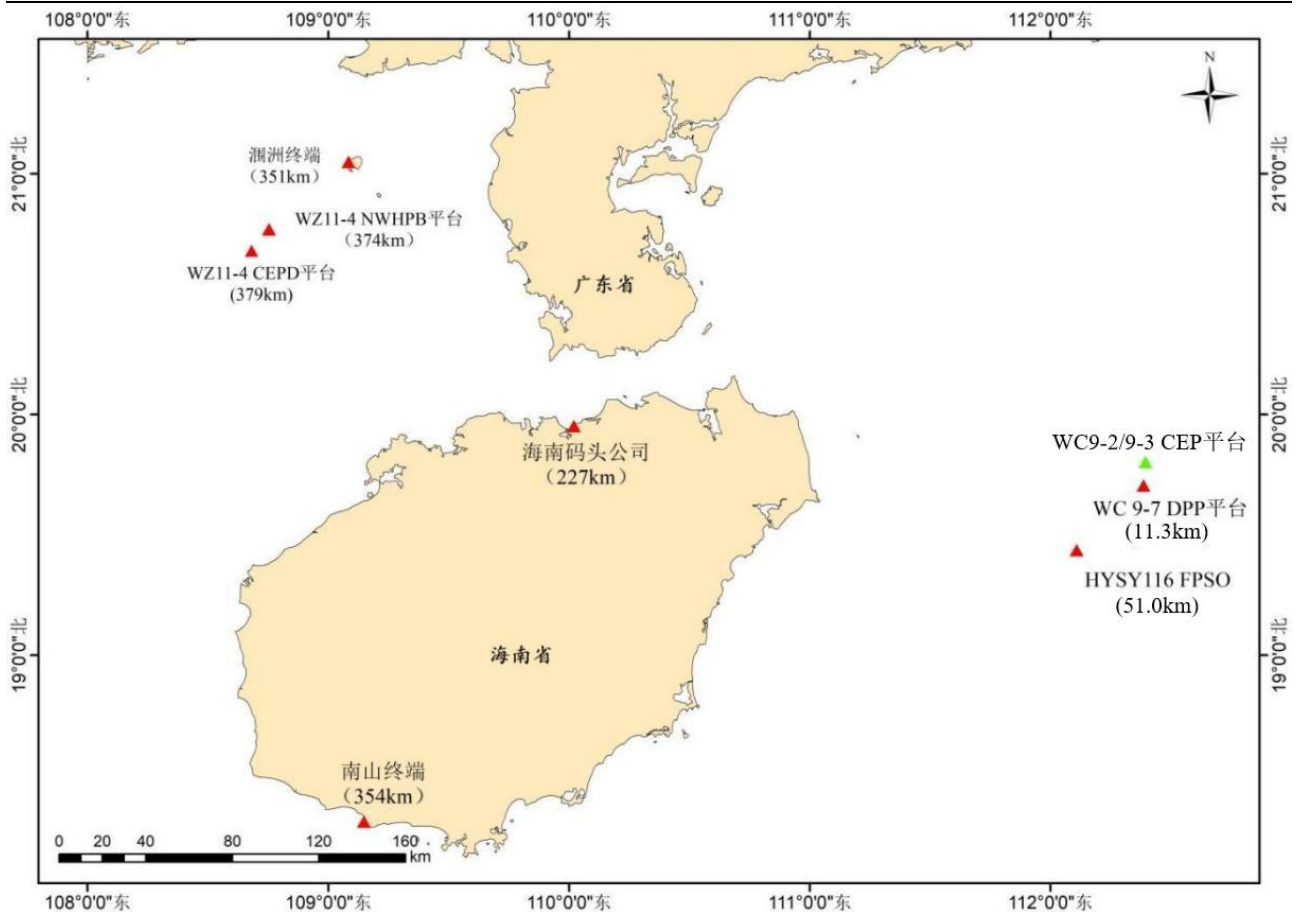 108°0'0"东
109°0'0"东
110°0'0"东
111°0'0"东
112°0'0"东
N
21°0'0"北
21°0'0"北
涠洲终端
(351km)
WZ11-4 NWHPB平台
(374km)
WZ11-4 CEPD平台
(379km)
广东省
20°0'0"北
20°0'0"北
海南码头公司
(227km)
WC9-2/9-3 CEP平台
WC 9-7 DPP平台
(11.3km)
HYSY116 FPSO
(51.0km)
19°0'0"北
19°0'0"北
海南省
南山终端
(354km)
0 20 40 80 120 160
km
108°0'0"东
109°0'0"东
110°0'0"东
111°0'0"东
112°0'0"东